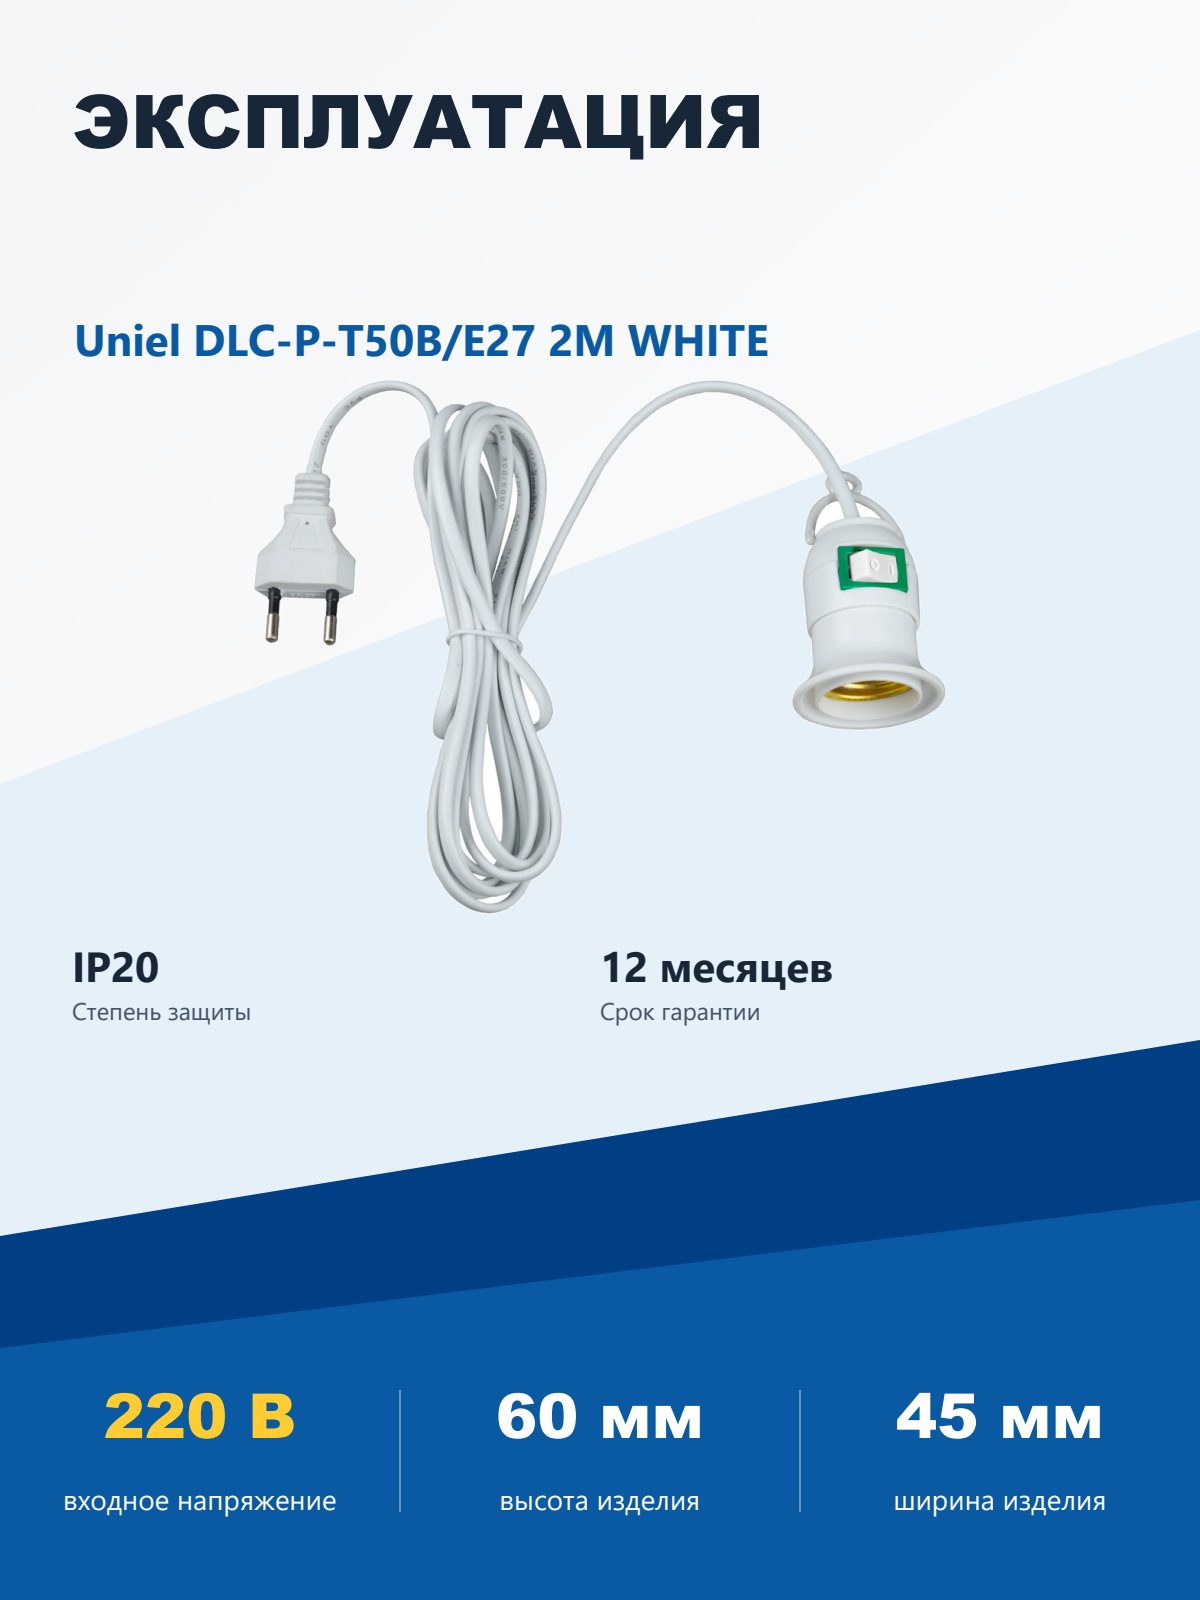 ЭКСПЛУАТАЦИЯ
Uniel DLC-P-T50B/E27 2M WHITE
IP20
Степень защиты
12 месяцев
Срок гарантии
220 В
входное напряжение
60 мм
высота изделия
45 мм
ширина изделия